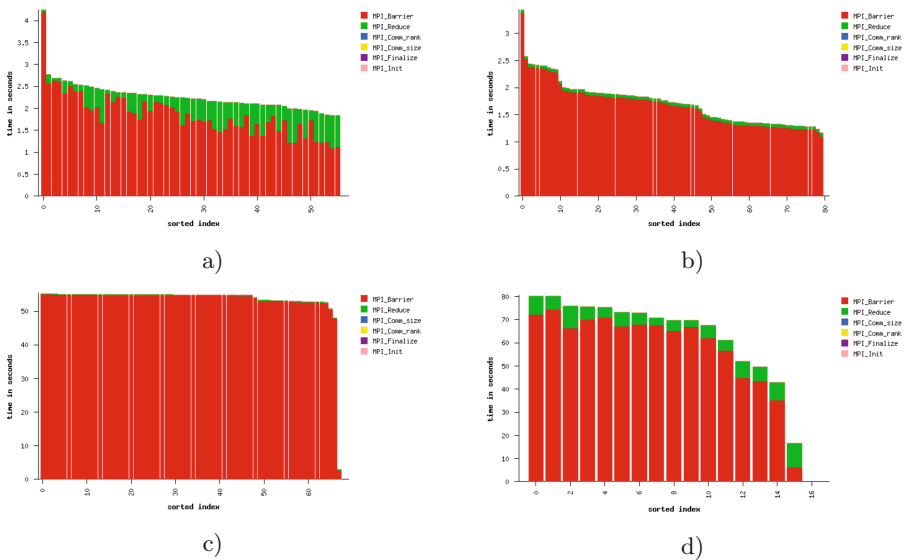 4
3.5
3
2.5
2
1.5
1
0.5
0
time in seconds
0
10
20
30
40
50
sorted index
MPI_Barrier
MPI_Reduce
MPI_Comm_rank
MPI_Comm_size
MPI_Finalize
MPI_Init
a)
3
2.5
2
1.5
1
0.5
0
time in seconds
0
10
20
30
40
50
60
70
80
sorted index
MPI_Barrier
MPI_Reduce
MPI_Comm_rank
MPI_Comm_size
MPI_Finalize
MPI_Init
b)
50
40
30
20
10
0
time in seconds
0
10
20
30
40
50
60
sorted index
MPI_Barrier
MPI_Reduce
MPI_Comm_size
MPI_Comm_rank
MPI_Finalize
MPI_Init
c)
80
70
60
50
40
30
20
10
0
time in seconds
0
2
4
6
8
10
12
14
16
sorted index
MPI_Barrier
MPI_Reduce
MPI_Comm_size
MPI_Comm_rank
MPI_Finalize
MPI_Init
d)